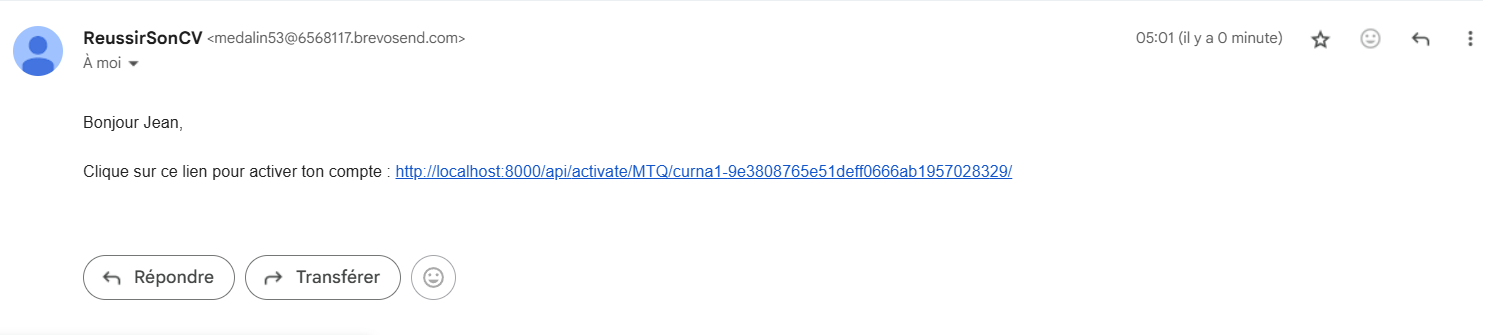 ReussirSonCV <medalin53@6568117.brevosend.com> 05:01 (il y a 0 minute)
À moi
Bonjour Jean,
Clique sur ce lien pour activer ton compte : http://localhost:8000/api/activate/MTQ/curna1-9e3808765e51deff0666ab1957028329/
Répondre Transférer